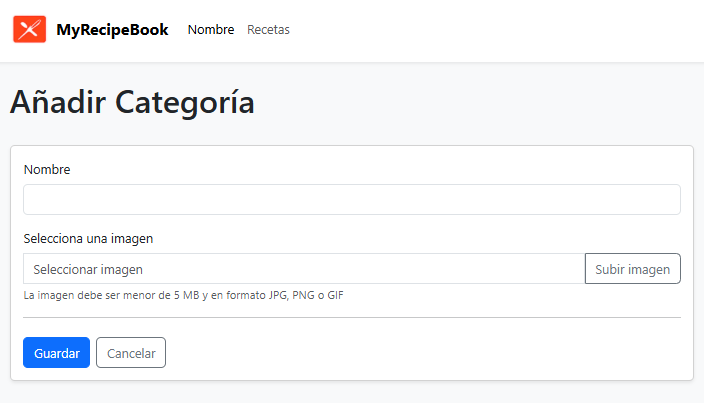 MyRecipeBook Nombre Recetas
Añadir Categoría
Nombre
Selecciona una imagen
Seleccionar imagen Subir imagen
La imagen debe ser menor de 5 MB y en formato JPG, PNG o GIF
Guardar Cancelar